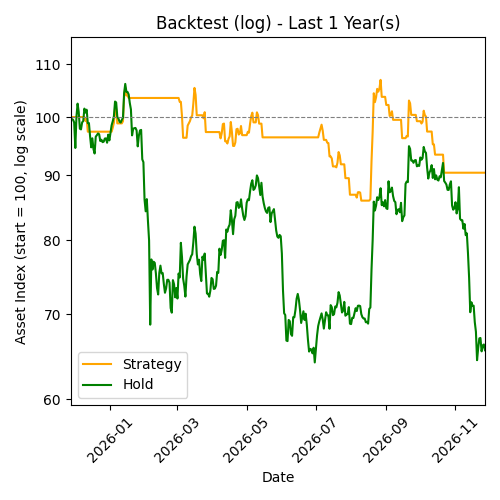 Backtest (log) - Last 1 Year(s)
Asset Index (start = 100, log scale)
110
100
90
80
70
60
Strategy
Hold
2026-01
2026-03
2026-05
2026-07
2026-09
2026-11
Date